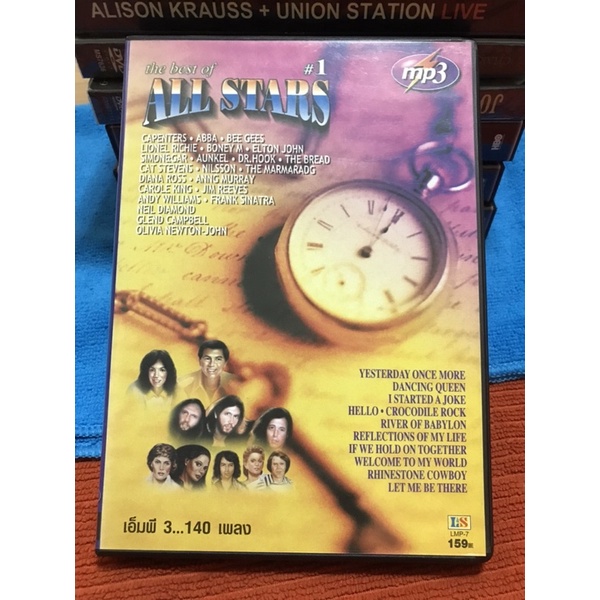 ALISON KRAUSS + UNION STATION LIVE
the best of #1
ALL STARS
mp3
CAPENTERS • ABBA • BEE GEES
LIONEL RICHIE • BONEY M • ELTON JOHN
SIMONEGAR • AUNKEL • DR.HOOK • THE BREAD
CAT STEVENS • NILSSON • THE MARMARADG
DIANA ROSS • ANNG MURRAY
CAROLE KING • JIM REEVES
ANDY WILLIAMS • FRANK SINATRA
NEIL DIAMOND
GLEND CAMPBELL
OLIVIA NEWTON-JOHN
YESTERDAY ONCE MORE
DANCING QUEEN
I STARTED A JOKE
HELLO • CROCODILE ROCK
RIVER OF BABYLON
REFLECTIONS OF MY LIFE
IF WE HOLD ON TOGETHER
WELCOME TO MY WORLD
RHINESTONE COWBOY
LET ME BE THERE
เอ็มพี 3...140 เพลง
LMP-7
159